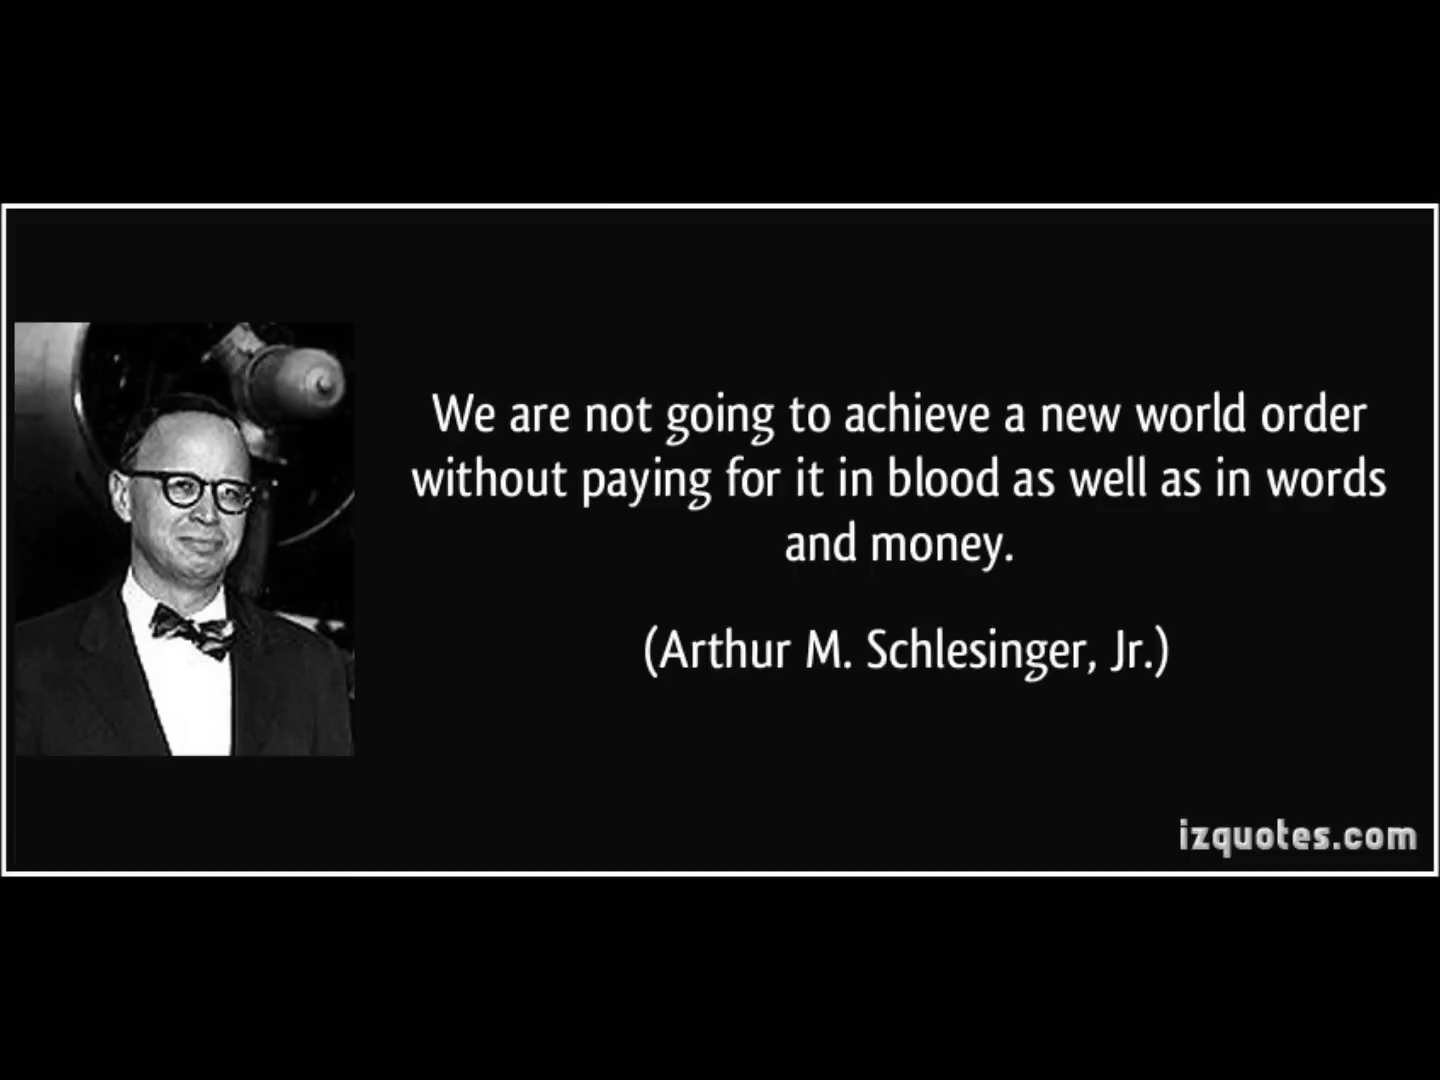 We are not going to achieve a new world order
without paying for it in blood as well as in words
and money.
(Arthur M. Schlesinger, Jr.)
izquotes.com